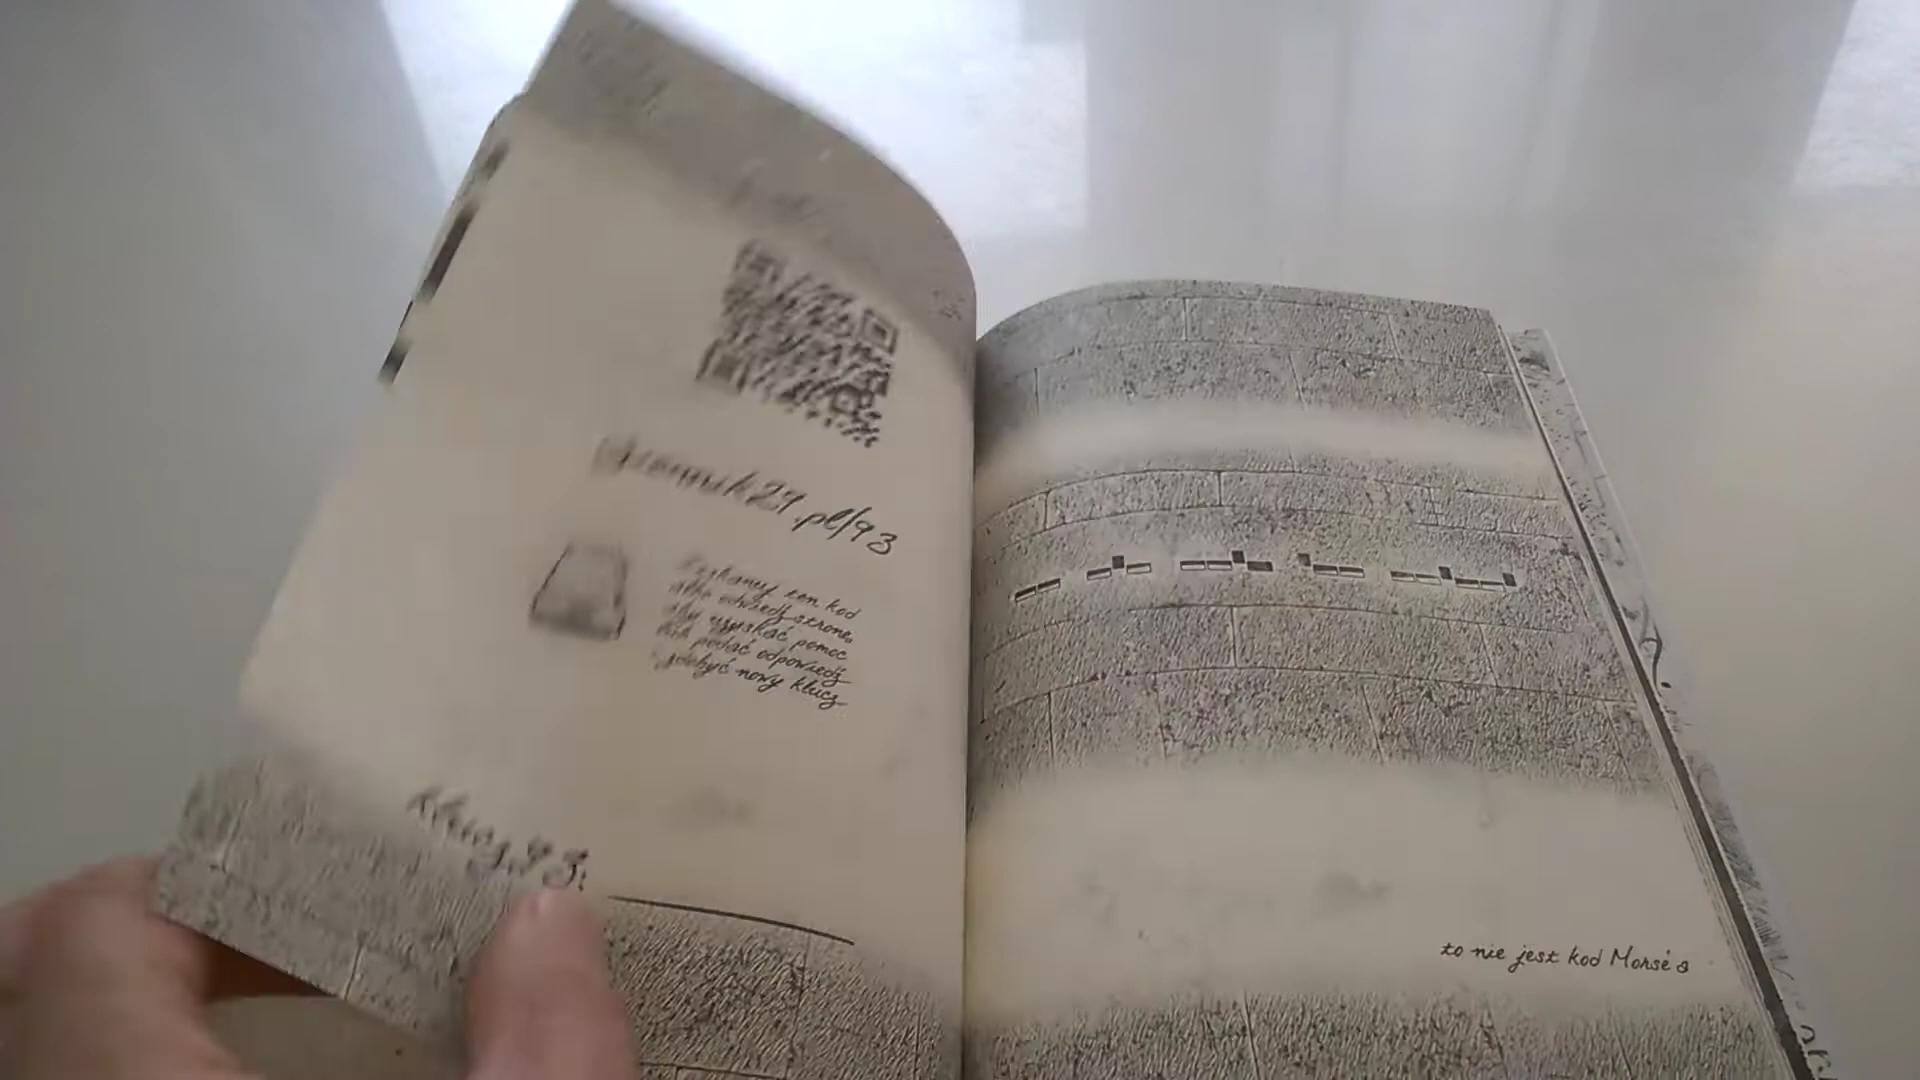 dziennik29.pl/93
Zeskanuj ten kod
albo odwiedź stronę,
aby uzyskać pomoc
lub podać odpowiedź
i zdobyć nowy klucz
Klucz 93:
to nie jest kod Morse'a